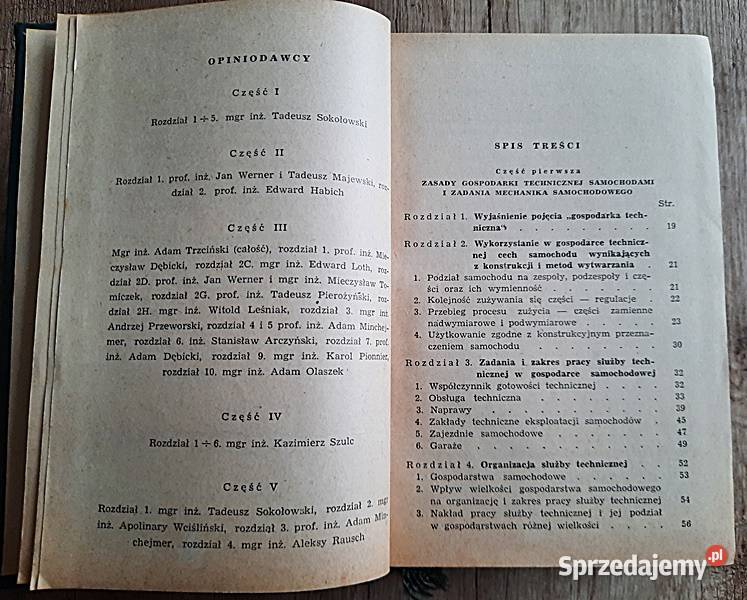 OPINIODAWCY
Część I
Rozdział 1÷5. mgr inż. Tadeusz Sokołowski
Część II
Rozdział 1. prof. inż. Jan Werner i Tadeusz Majewski, roz-
dział 2. prof. inż. Edward Habich
Część III
Mgr inż. Adam Trzciński (całość), rozdział 1. prof. inż. Mie-
czysław Dębicki, rozdział 2C. mgr inż. Edward Loth, roz-
dział 2D. prof. inż. Jan Werner i mgr inż. Mieczysław To-
miczek, rozdział 2G. prof. inż. Tadeusz Pierożyński, roz-
dział 2H. mgr inż. Witold Leśniak, rozdział 3. mgr inż.
Andrzej Przeworski, rozdział 4 i 5 prof. inż. Adam Minchej-
mer, rozdział 6. inż. Stanisław Arczyński, rozdział 7. prof.
inż. Adam Dębicki, rozdział 9. mgr inż. Karol Pionnier,
rozdział 10. mgr inż. Adam Olaszek
Część IV
Rozdział 1÷6. mgr inż. Kazimierz Szulc
Część V
Rozdział 1. mgr inż. Tadeusz Sokołowski, rozdział 2. mgr
inż. Apolinary Weiśliński, rozdział 3. prof. inż. Adam Min-
chejmer, rozdział 4. mgr inż. Aleksy Rausch
SPIS TREŚCI
Część pierwsza
ZASADY GOSPODARKI TECHNICZNEJ SAMOCHODAMI
I ZADANIA MECHANIKA SAMOCHODOWEGO
Str.
Rozdział 1. Wyjaśnienie pojęcia „gospodarka tech-
niczna" . . . . . . . . 19
Rozdział 2. Wykorzystanie w gospodarce technicz-
nej cech samochodu wynikających
z konstrukcji i metod wytwarzania . 21
1. Podział samochodu na zespoły, podzespoły i czę-
ści oraz ich wymienność . . . . . . 21
2. Kolejność zużywania się części — regulacje . 22
3. Przebieg procesu zużycia — części zamienne
nadwymiarowe i podwymiarowe . . . . 23
4. Użytkowanie zgodne z konstrukcyjnym przezna-
czeniem samochodu . . . . . . . 30
Rozdział 3. Zadania i zakres pracy służby tech-
nicznej w gospodarce samochodowej 32
1. Współczynnik gotowości technicznej . . . 32
2. Obsługa techniczna . . . . . . . 33
3. Naprawy . . . . . . . . . 39
4. Zakłady techniczne eksploatacji samochodów . 45
5. Zajezdnie samochodowe . . . . . . 47
6. Garaże . . . . . . . . . 49
Rozdział 4. Organizacja służby technicznej . . 52
1. Gospodarstwa samochodowe . . . . . 53
2. Wpływ wielkości gospodarstwa samochodowego
na organizację i zakres pracy służby technicznej 54
3. Nakład pracy służby technicznej i jej podział
w gospodarstwach różnej wielkości . . . . 56
Sprzedajemy.pl